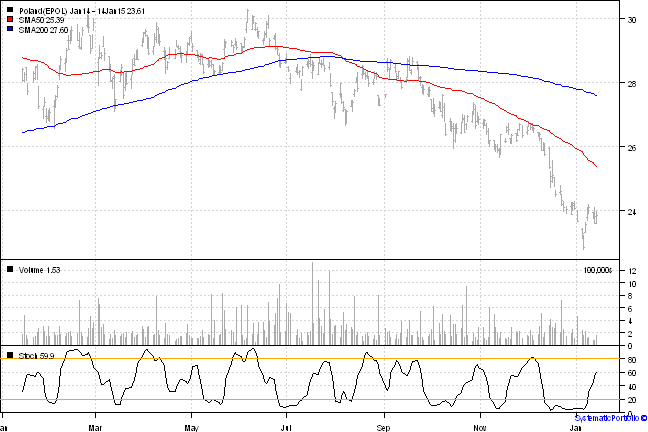 Poland(EPOL) Jan14 - 14Jan15 23.61
SMA50 25.39
SMA200 27.60
30
28
26
24
Volume 1.53
100,000s
12
10
8
6
4
2
0
Stoch 59.9
80
60
40
20
0
an Mar May Jul Sep Nov Jan
SystematicPortfolio ©